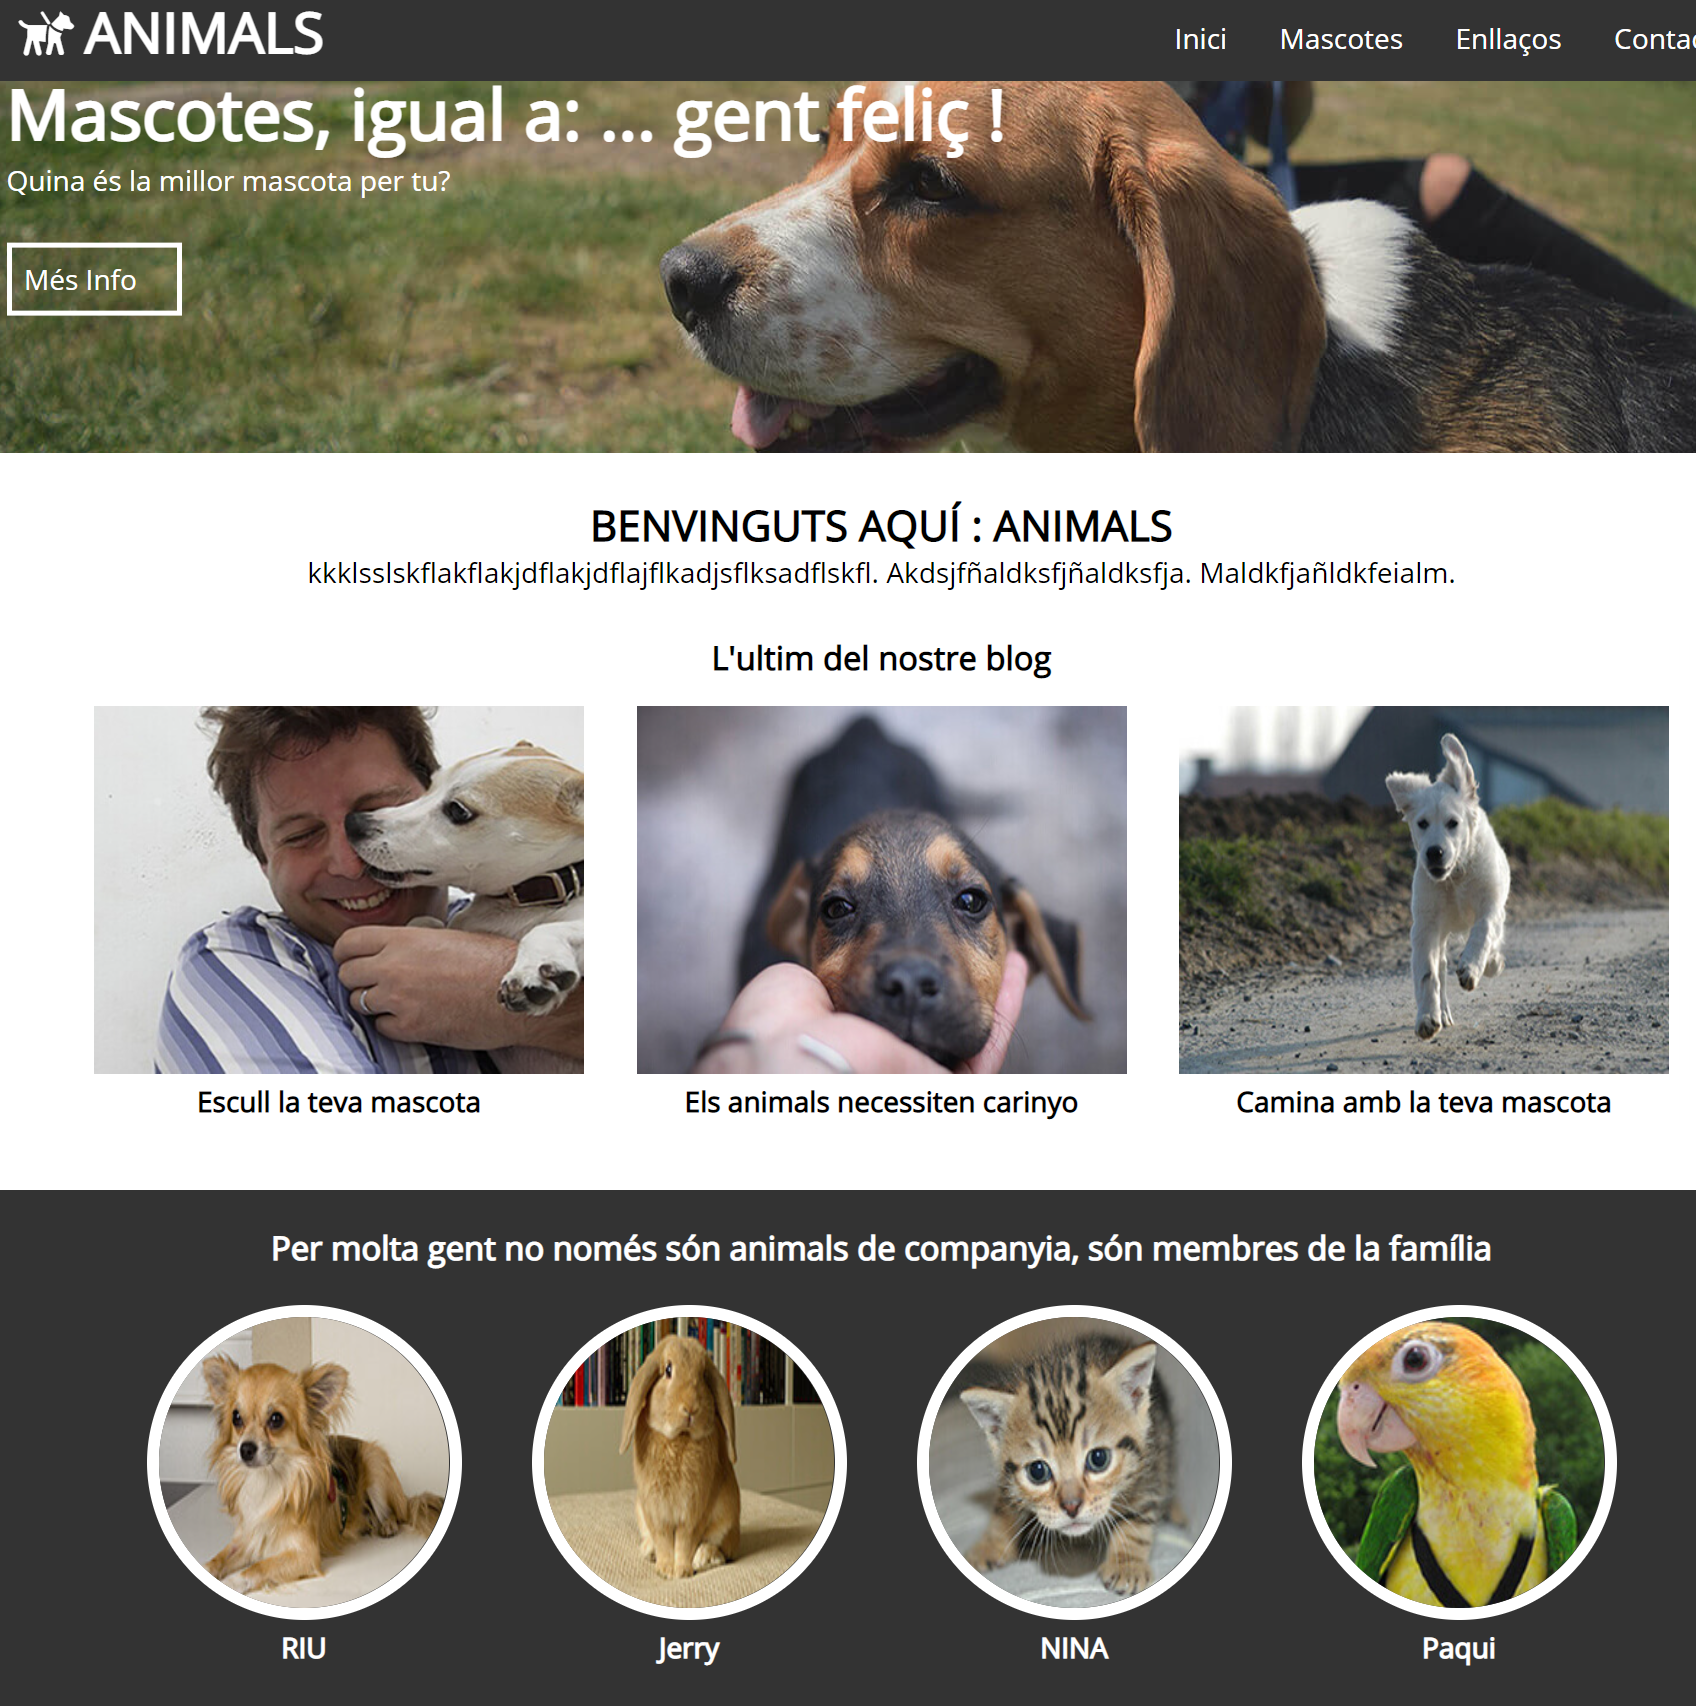 ANIMALS
Inici Mascotes Enllaços Contac
Mascotes, igual a: ... gent feliç !
Quina és la millor mascota per tu?
Més Info
BENVINGUTS AQUÍ : ANIMALS
kkklsslskflakflakjdflakjdflajflkadjsflksadflskfl. Akdsjfñaldksfjñaldksfja. Maldkfjañldkfeialm.
L'ultim del nostre blog
Escull la teva mascota
Els animals necessiten carinyo
Camina amb la teva mascota
Per molta gent no només són animals de companyia, són membres de la família
RIU
Jerry
NINA
Paqui